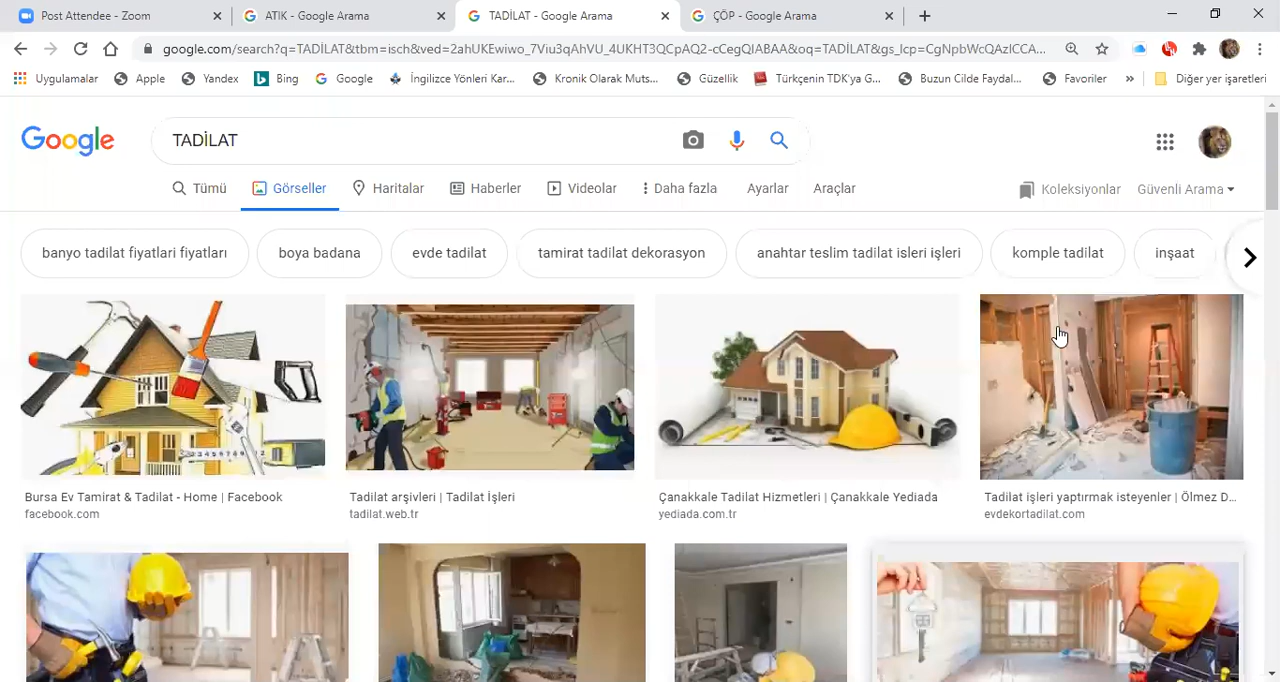 Post Attendee - Zoom
ATIK - Google Arama
TADİLAT - Google Arama
ÇÖP - Google Arama
google.com/search?q=TADİLAT&tbm=isch&ved=2ahUKEwiwo_7Viu3qAhVU_4UKHT3QCpAQ2-cCegQIABAA&oq=TADİLAT&gs_lcp=CgNpbWcQAzICCA...
Uygulamalar
Apple
Yandex
Bing
Google
İngilizce Yönleri Kar...
Kronik Olarak Muts...
Güzellik
Türkçenin TDK'ya G...
Buzun Cilde Faydal...
Favoriler
»
Diğer yer işaretleri
Google
TADİLAT
Tümü
Görseller
Haritalar
Haberler
Videolar
Daha fazla
Ayarlar
Araçlar
Koleksiyonlar
Güvenli Arama
banyo tadilat fiyatlari fiyatları
boya badana
evde tadilat
tamirat tadilat dekorasyon
anahtar teslim tadilat isleri işleri
komple tadilat
inşaat
Bursa Ev Tamirat & Tadilat - Home | Facebook
facebook.com
Tadilat arşivleri | Tadilat İşleri
tadilat.web.tr
Çanakkale Tadilat Hizmetleri | Çanakkale Yediada
yediada.com.tr
Tadilat işleri yaptırmak isteyenler | Ölmez D...
evdekortadilat.com